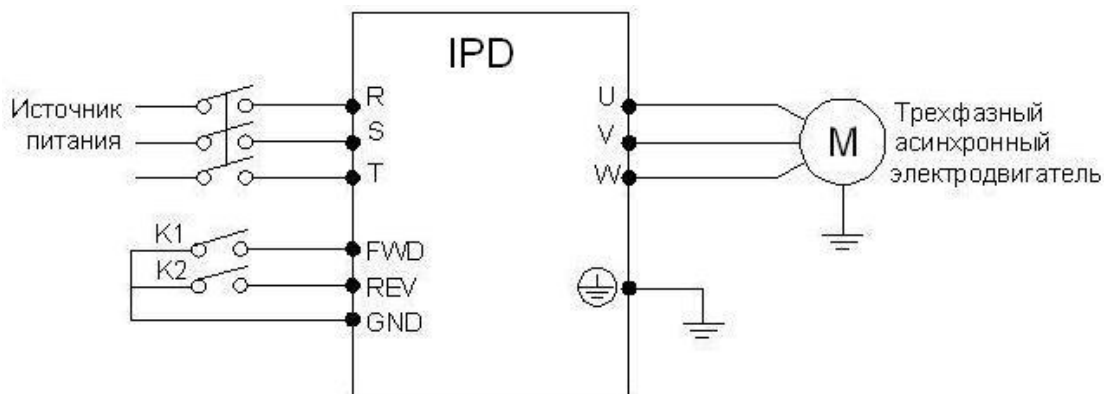 IPD
Источник
питания
R
S
T
U
V
W
M
Трехфазный
асинхронный
электродвигатель
K1
K2
FWD
REV
GND